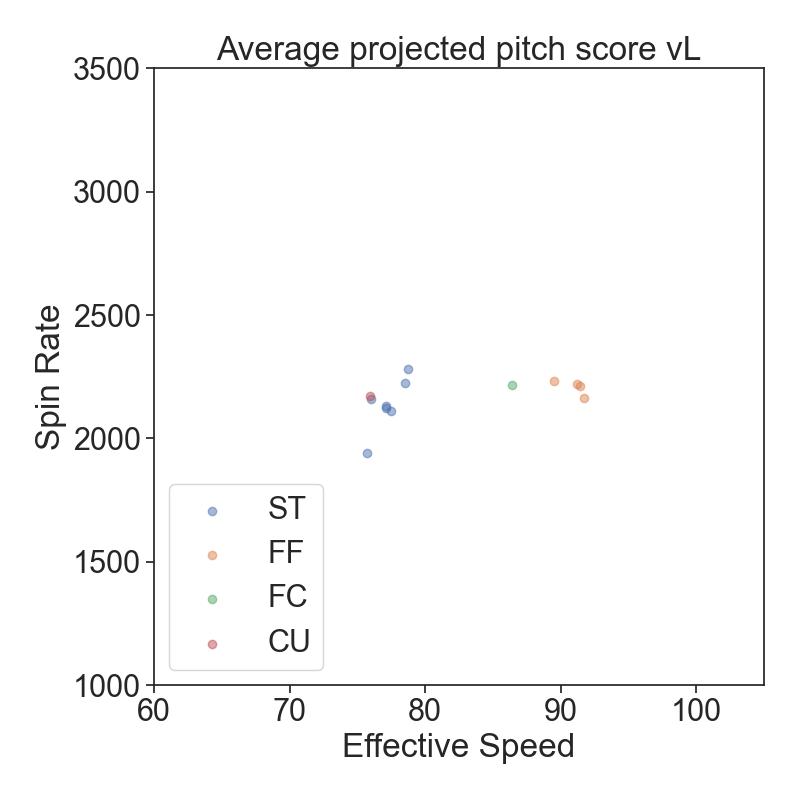 Average projected pitch score vL
3500
3000
2500
2000
1500
1000
Spin Rate
ST
FF
FC
CU
60 70 80 90 100
Effective Speed